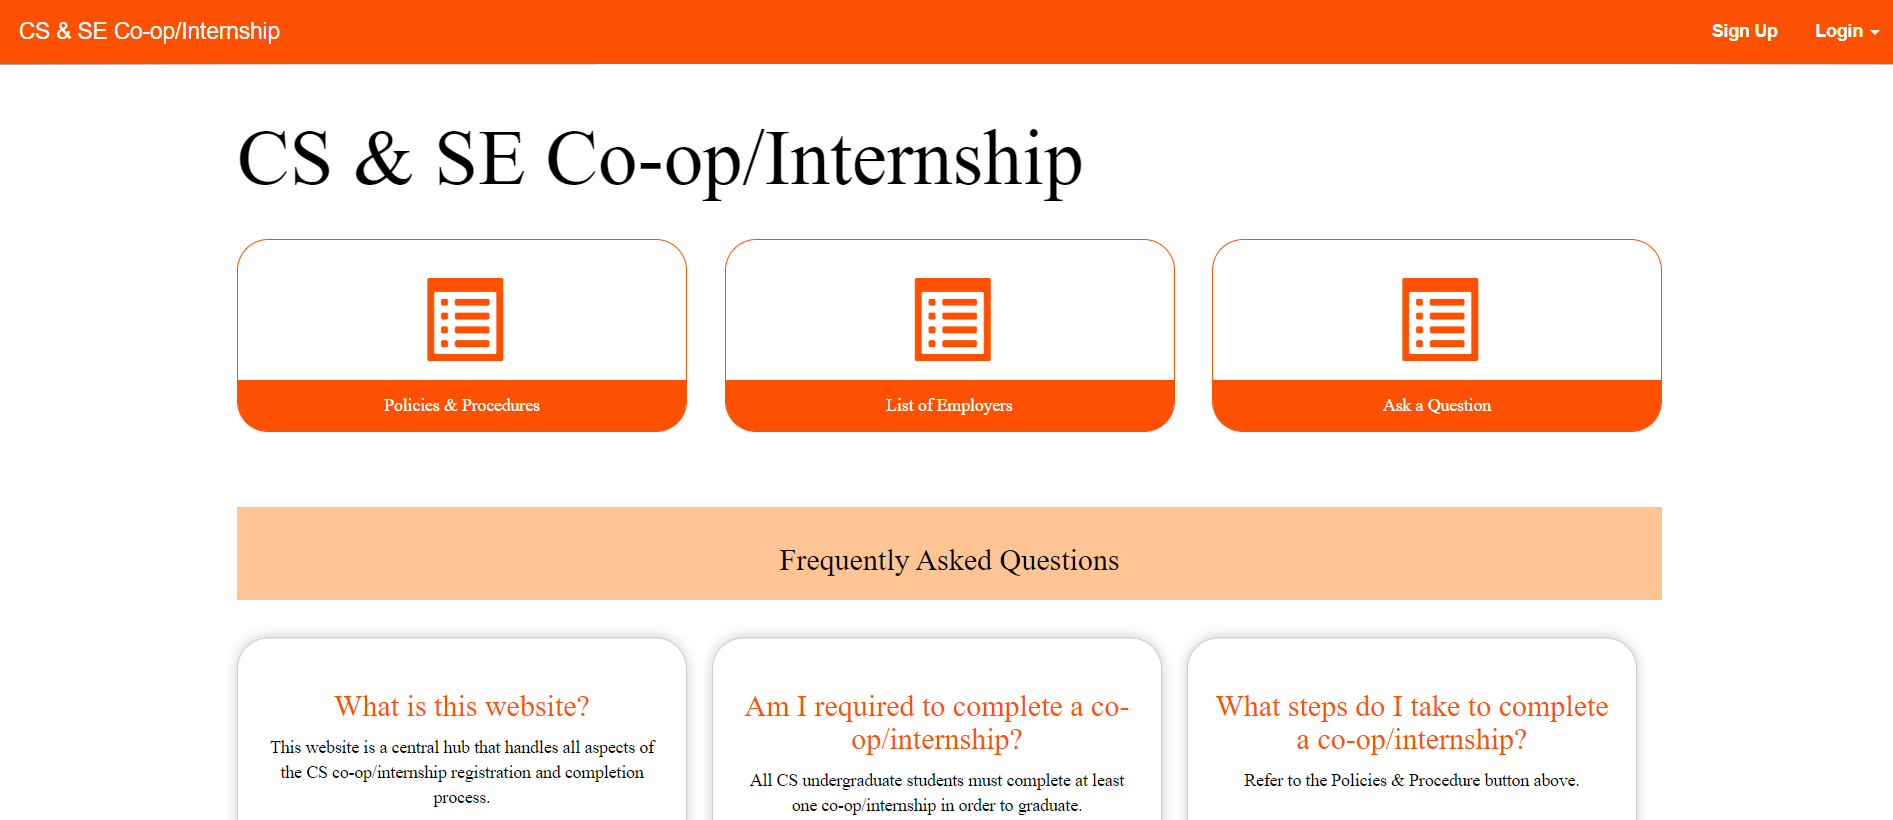 CS & SE Co-op/Internship
Sign Up
Login
CS & SE Co-op/Internship
Policies & Procedures
List of Employers
Ask a Question
Frequently Asked Questions
What is this website?
This website is a central hub that handles all aspects of
the CS co-op/internship registration and completion
process.
Am I required to complete a co-
op/internship?
All CS undergraduate students must complete at least
one co-op/internship in order to graduate.
What steps do I take to complete
a co-op/internship?
Refer to the Policies & Procedure button above.